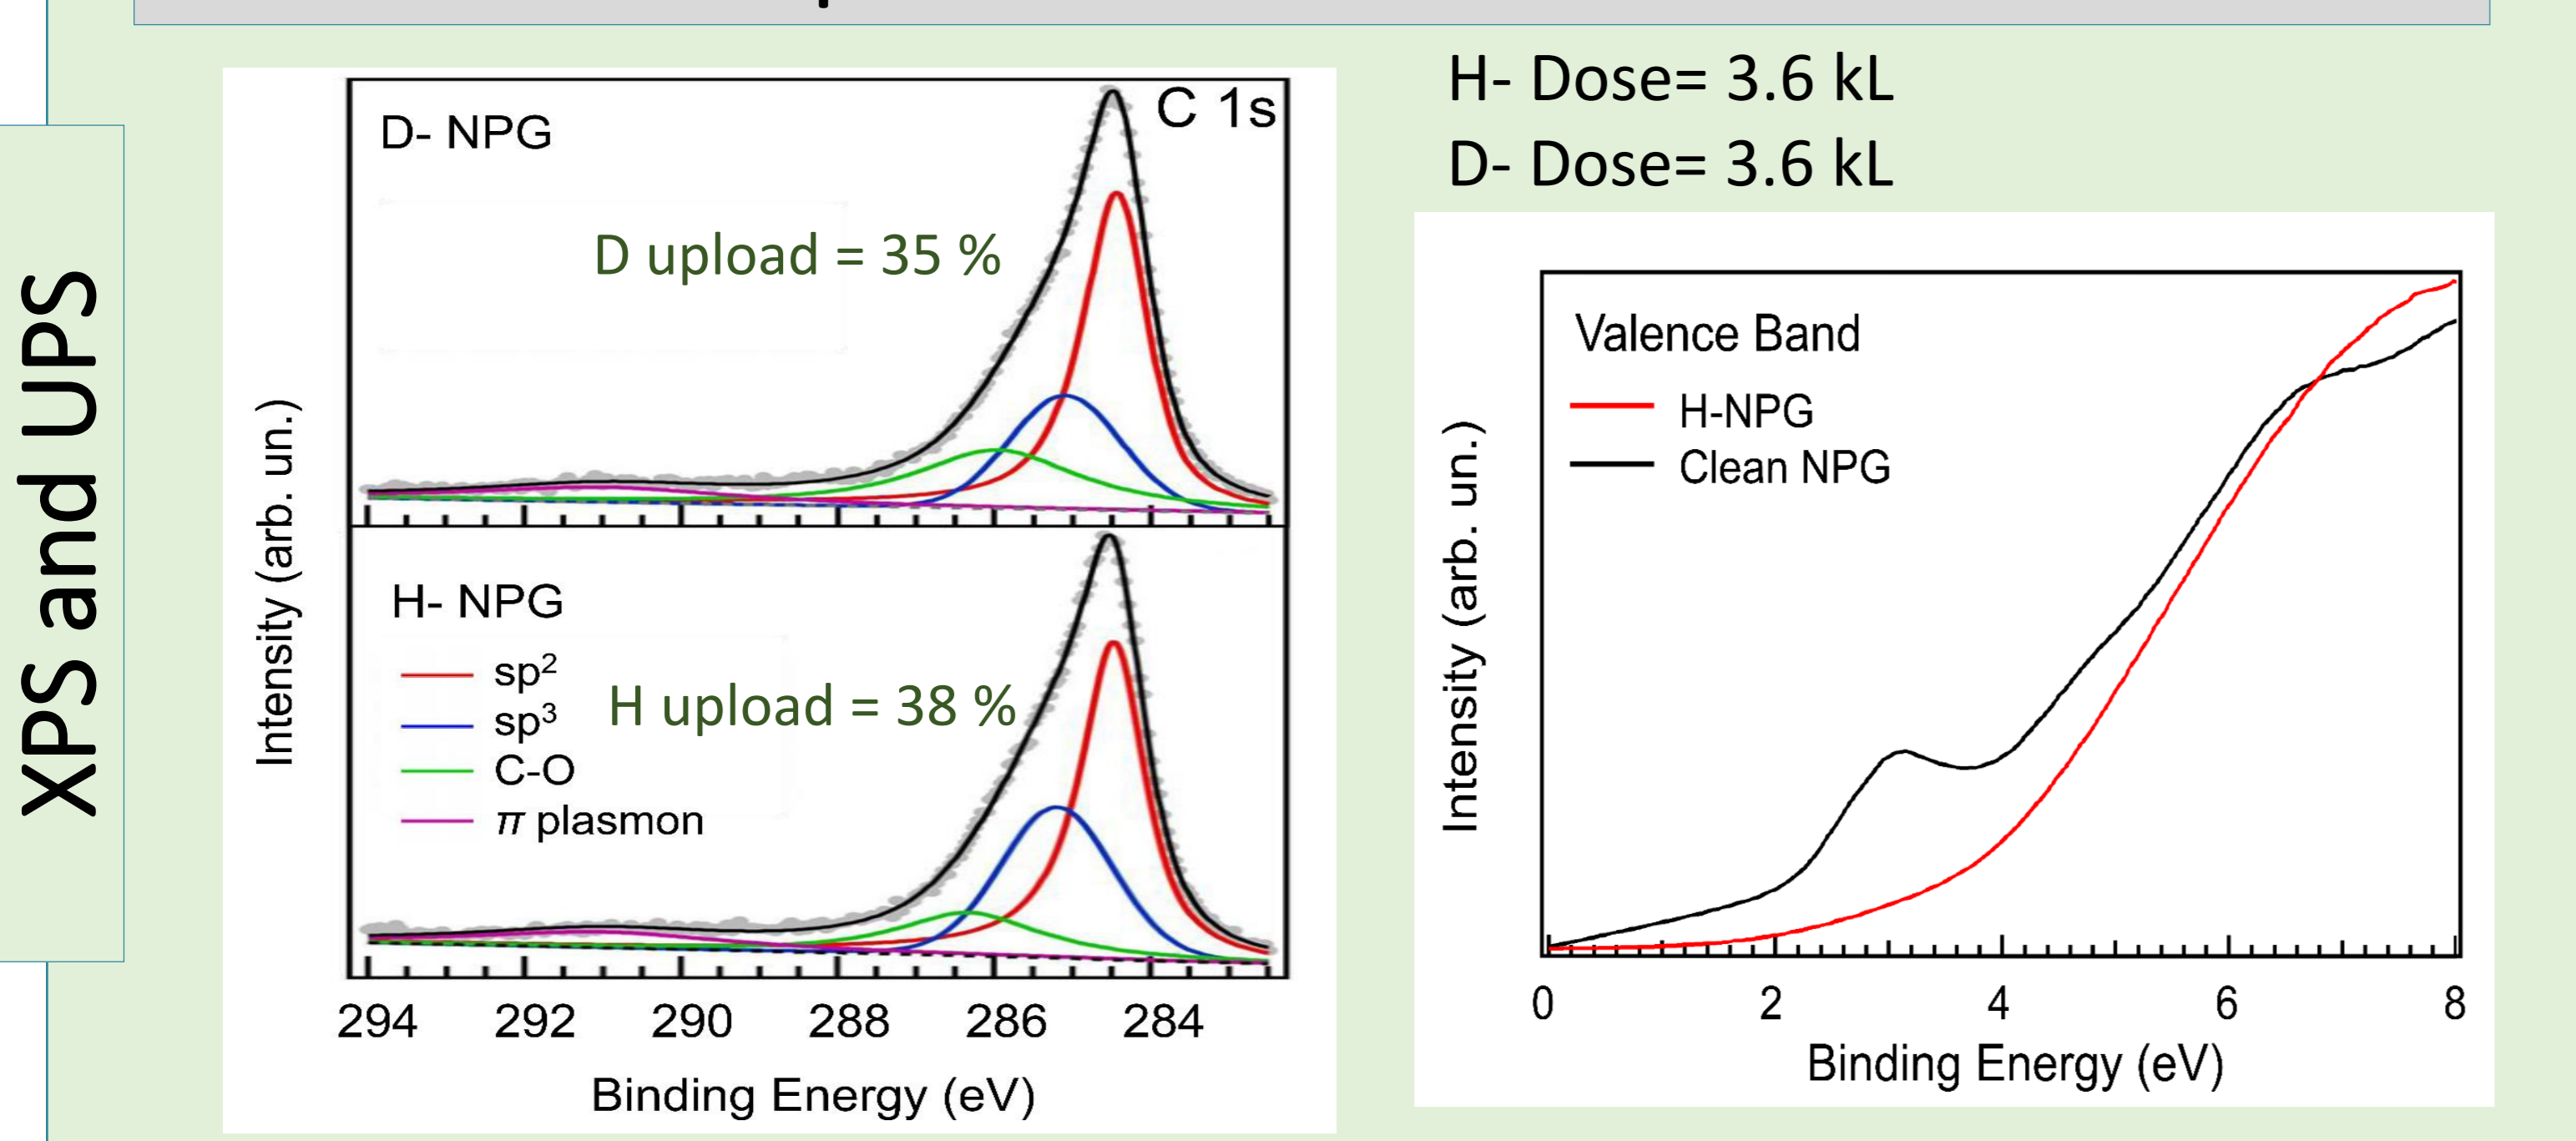 XPS and UPS
C 1s
D- NPG
D upload = 35 %
H- NPG
sp²
sp³
C-O
π plasmon
H upload = 38 %
Intensity (arb. un.)
294 292 290 288 286 284
Binding Energy (eV)
H- Dose= 3.6 kL
D- Dose= 3.6 kL
Valence Band
H-NPG
Clean NPG
Intensity (arb. un.)
0 2 4 6 8
Binding Energy (eV)